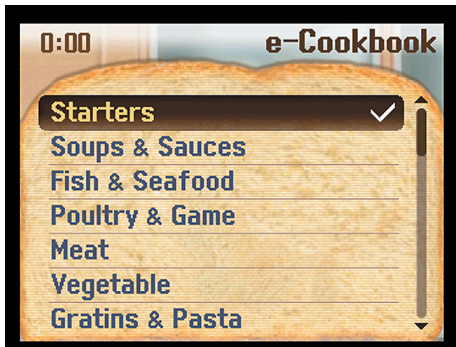 0:00
e-Cookbook
Starters
Soups & Sauces
Fish & Seafood
Poultry & Game
Meat
Vegetable
Gratins & Pasta